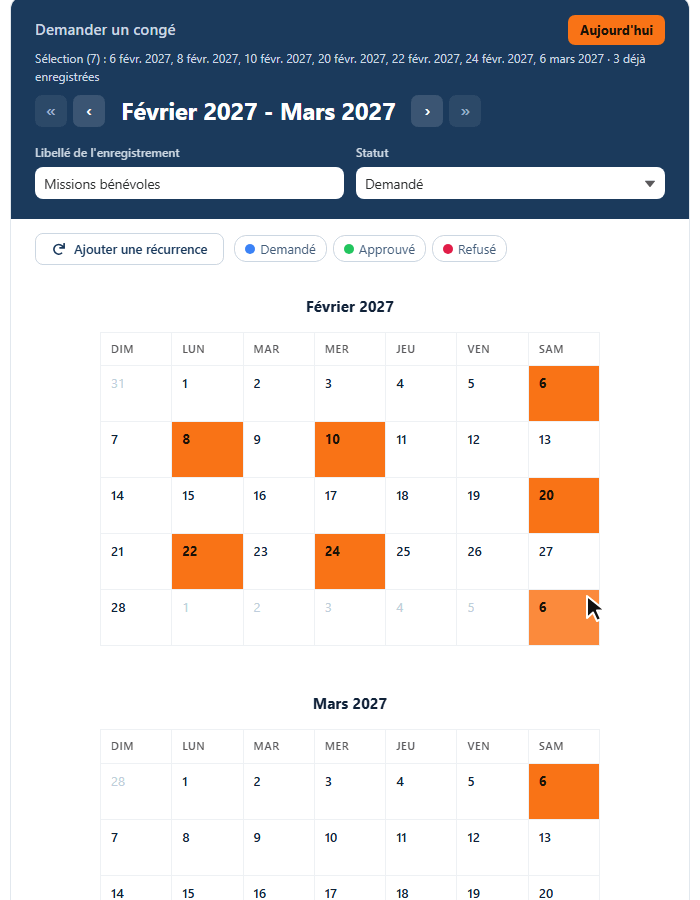 Demander un congé
Aujourd'hui
Sélection (7) : 6 févr. 2027, 8 févr. 2027, 10 févr. 2027, 20 févr. 2027, 22 févr. 2027, 24 févr. 2027, 6 mars 2027 · 3 déjà
enregistrées
« ‹ Février 2027 - Mars 2027 › »
Libellé de l'enregistrement Statut
Missions bénévoles Demandé
Ajouter une récurrence Demandé Approuvé Refusé
Février 2027
DIM LUN MAR MER JEU VEN SAM
31 1 2 3 4 5 6
7 8 9 10 11 12 13
14 15 16 17 18 19 20
21 22 23 24 25 26 27
28 1 2 3 4 5 6
Mars 2027
DIM LUN MAR MER JEU VEN SAM
28 1 2 3 4 5 6
7 8 9 10 11 12 13
14 15 16 17 18 19 20